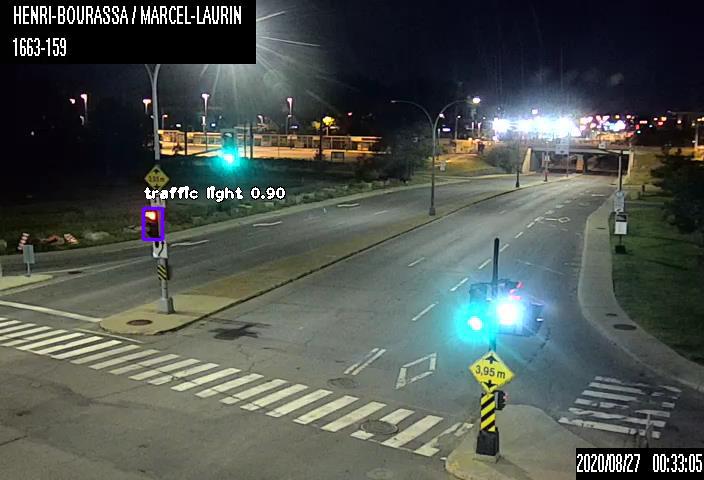 HENRI-BOURASSA / MARCEL-LAURIN
1663-159
traffic light 0.90
3,95 m
2020/08/27 00:33:05